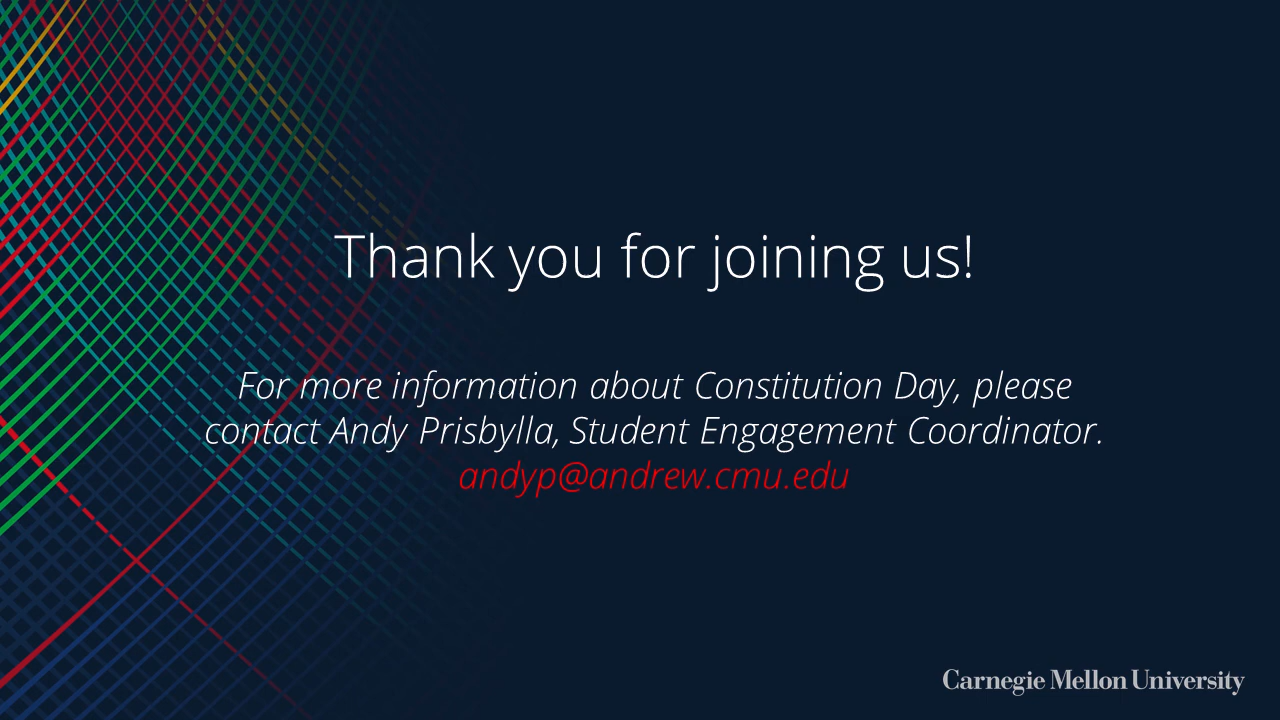 Thank you for joining us!
For more information about Constitution Day, please
contact Andy Prisbylla, Student Engagement Coordinator.
andyp@andrew.cmu.edu
Carnegie Mellon University